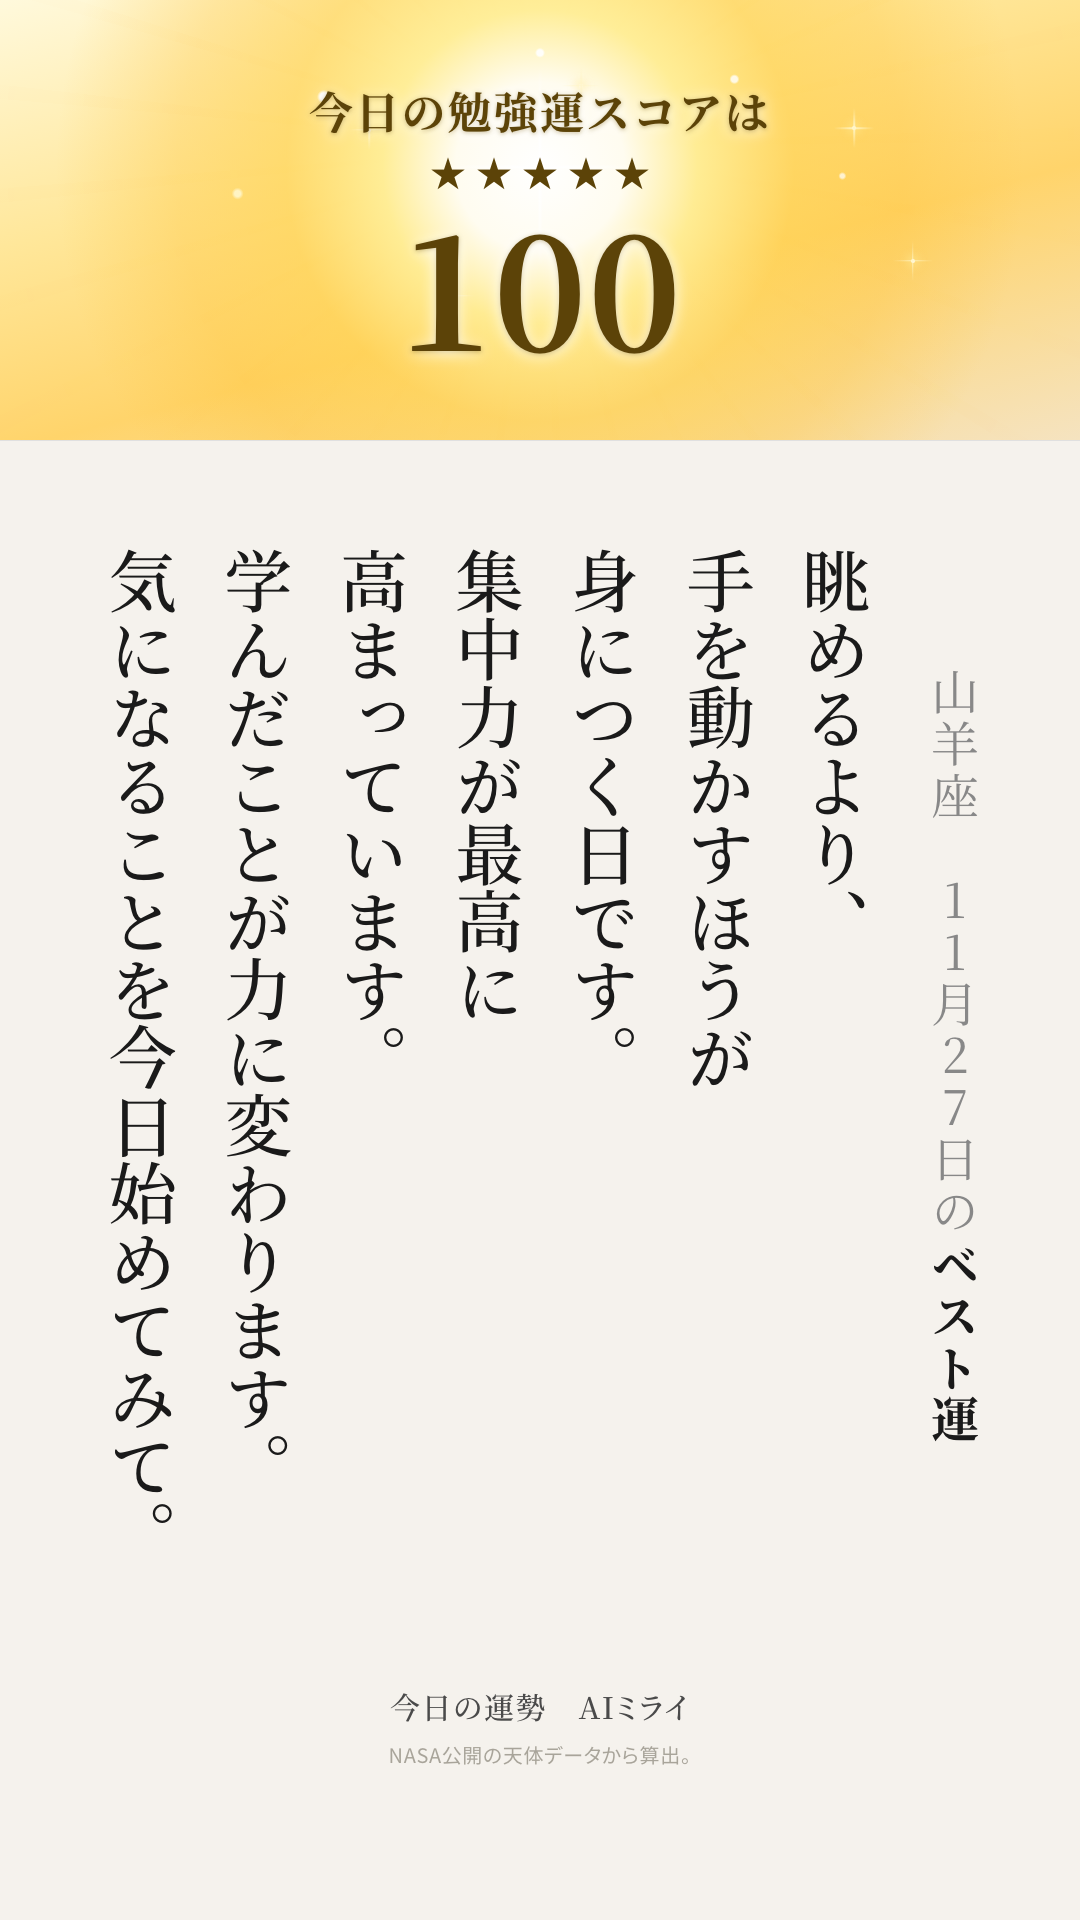 今日の勉強運スコアは
★★★★★
100
山羊座　11月27日のベスト運
眺めるより、
手を動かすほうが
身につく日です。
集中力が最高に
高まっています。
学んだことが力に変わります。
気になることを今日始めてみて。
今日の運勢　AIミライ
NASA公開の天体データから算出。